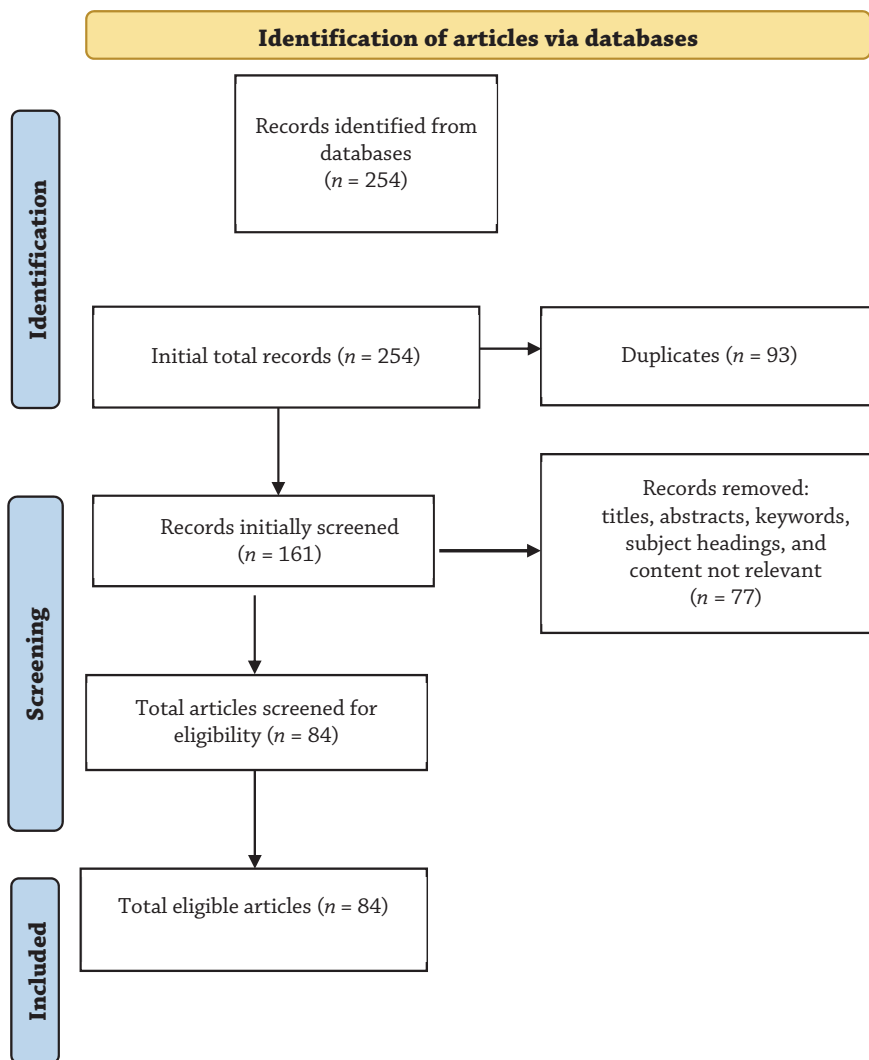 Identification of articles via databases
Identification
Records identified from
databases
(n = 254)
Initial total records (n = 254)
Duplicates (n = 93)
Screening
Records initially screened
(n = 161)
Records removed:
titles, abstracts, keywords,
subject headings, and
content not relevant
(n = 77)
Total articles screened for
eligibility (n = 84)
Included
Total eligible articles (n = 84)